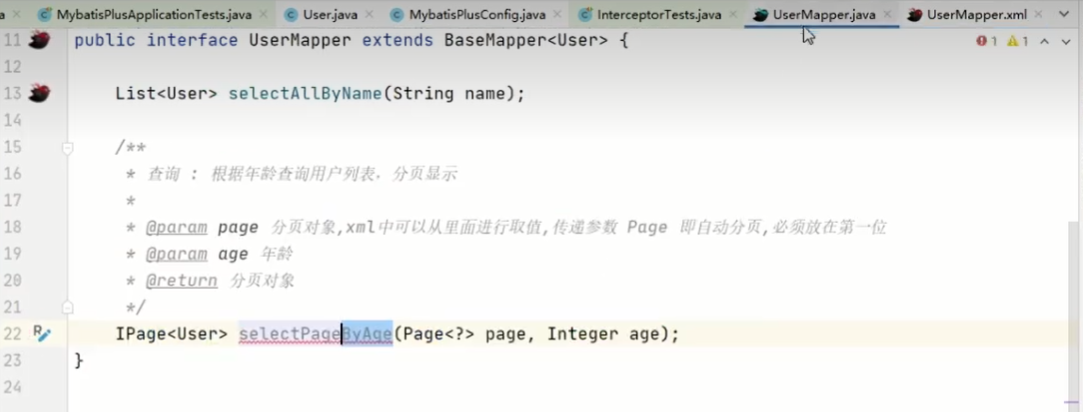 a MybatisPlusApplicationTests.java User.java MybatisPlusConfig.java InterceptorTests.java UserMapper.java UserMapper.xml
11 public interface UserMapper extends BaseMapper<User> { 1 1
12
13 List<User> selectAllByName(String name);
14
15 /**
16 * 查询 : 根据年龄查询用户列表，分页显示
17 *
18 * @param page 分页对象,xml中可以从里面进行取值,传递参数 Page 即自动分页,必须放在第一位
19 * @param age 年龄
20 * @return 分页对象
21 */
22 IPage<User> selectPageByAge(Page<?> page, Integer age);
23 }
24